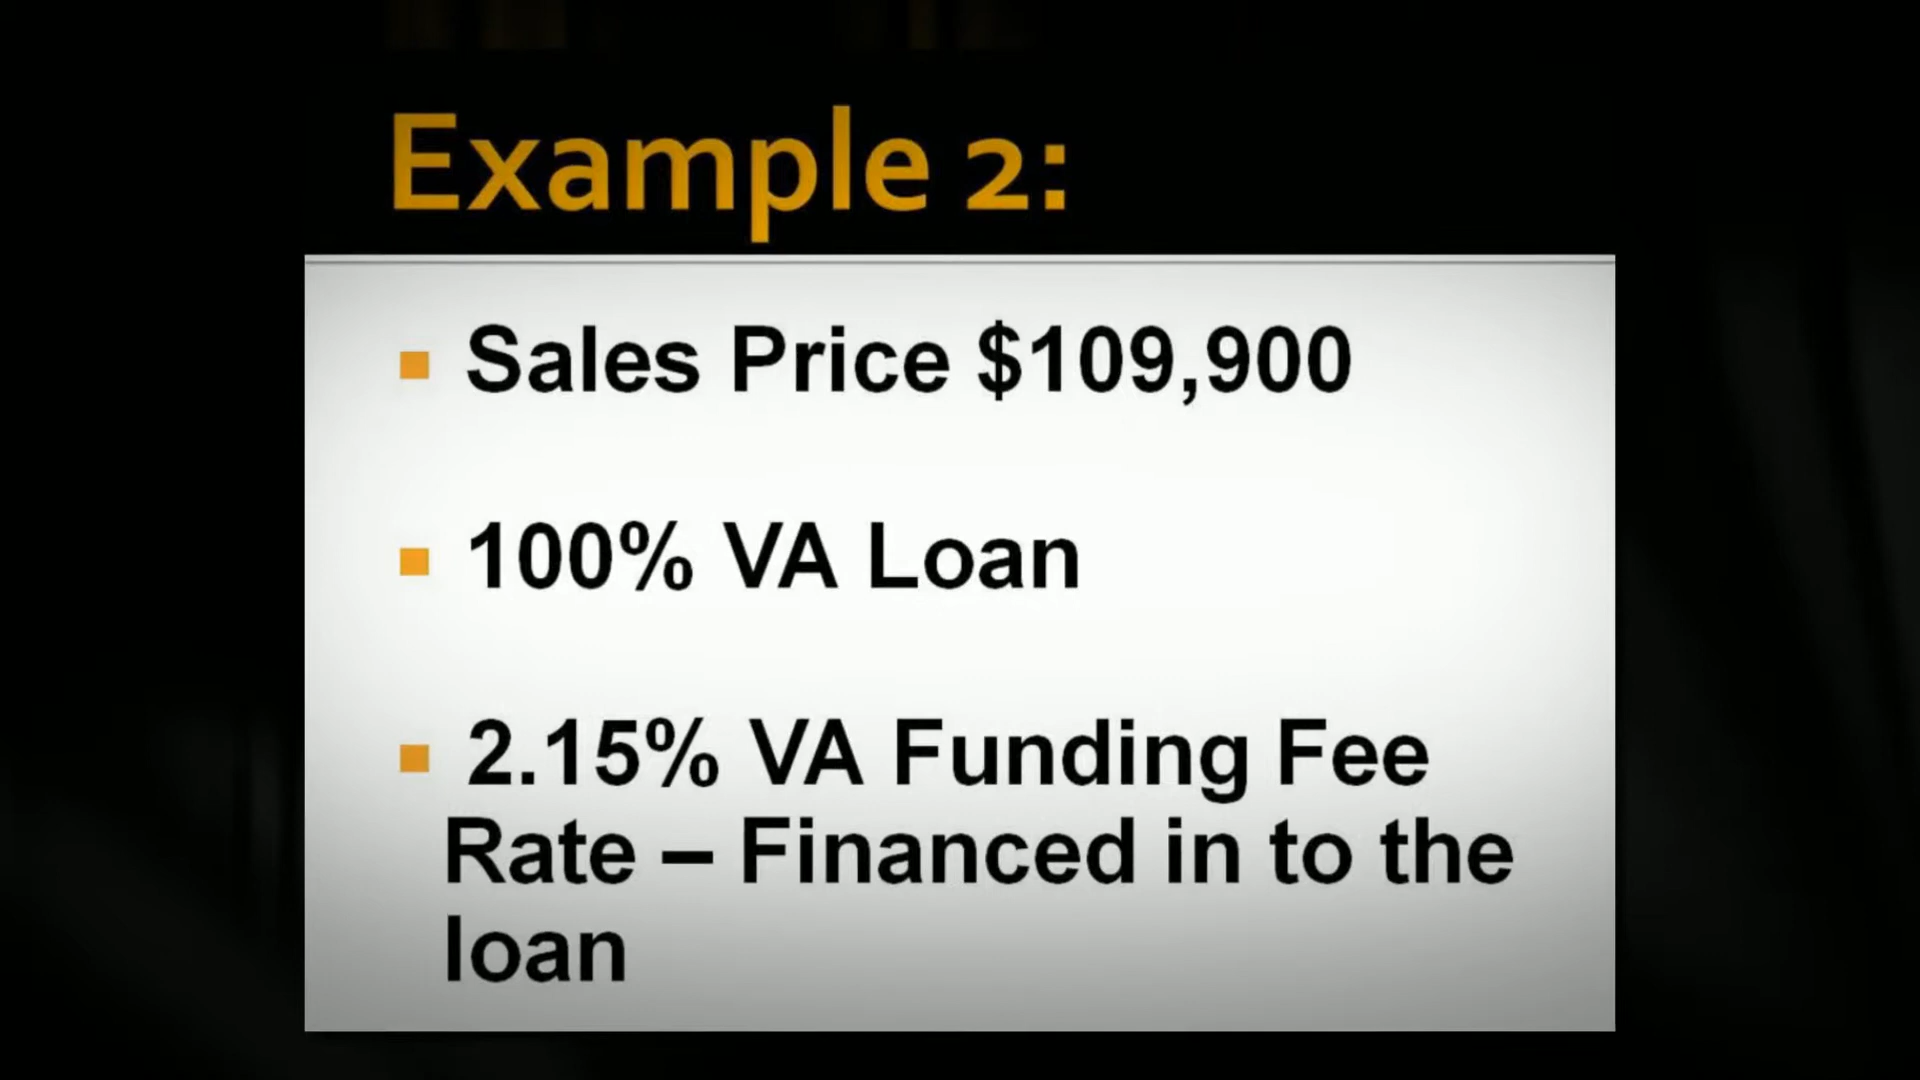 Example 2:
Sales Price $109,900
100% VA Loan
2.15% VA Funding Fee
Rate – Financed in to the
loan